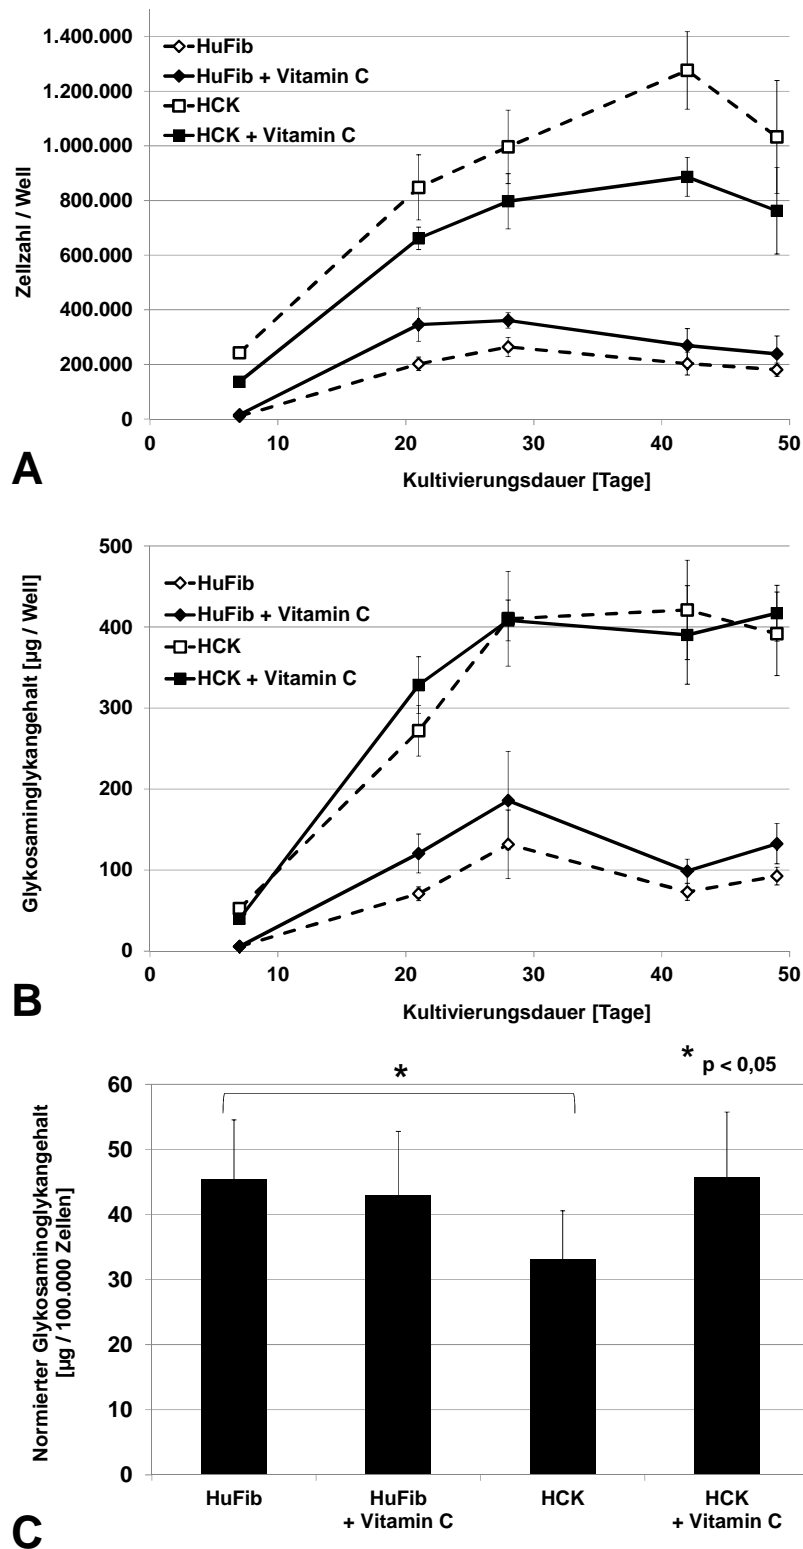 1.400.000
1.200.000
1.000.000
800.000
600.000
400.000
200.000
0
Zellzahl / Well
HuFib
HuFib + Vitamin C
HCK
HCK + Vitamin C
0 10 20 30 40 50
Kultivierungsdauer [Tage]
A
500
400
300
200
100
0
Glykosaminglykangehalt [µg / Well]
HuFib
HuFib + Vitamin C
HCK
HCK + Vitamin C
0 10 20 30 40 50
Kultivierungsdauer [Tage]
B
* p < 0,05
*
60
50
40
30
20
10
0
Normierter Glykosaminoglykangehalt
[µg / 100.000 Zellen]
HuFib
HuFib
+ Vitamin C
HCK
HCK
+ Vitamin C
C